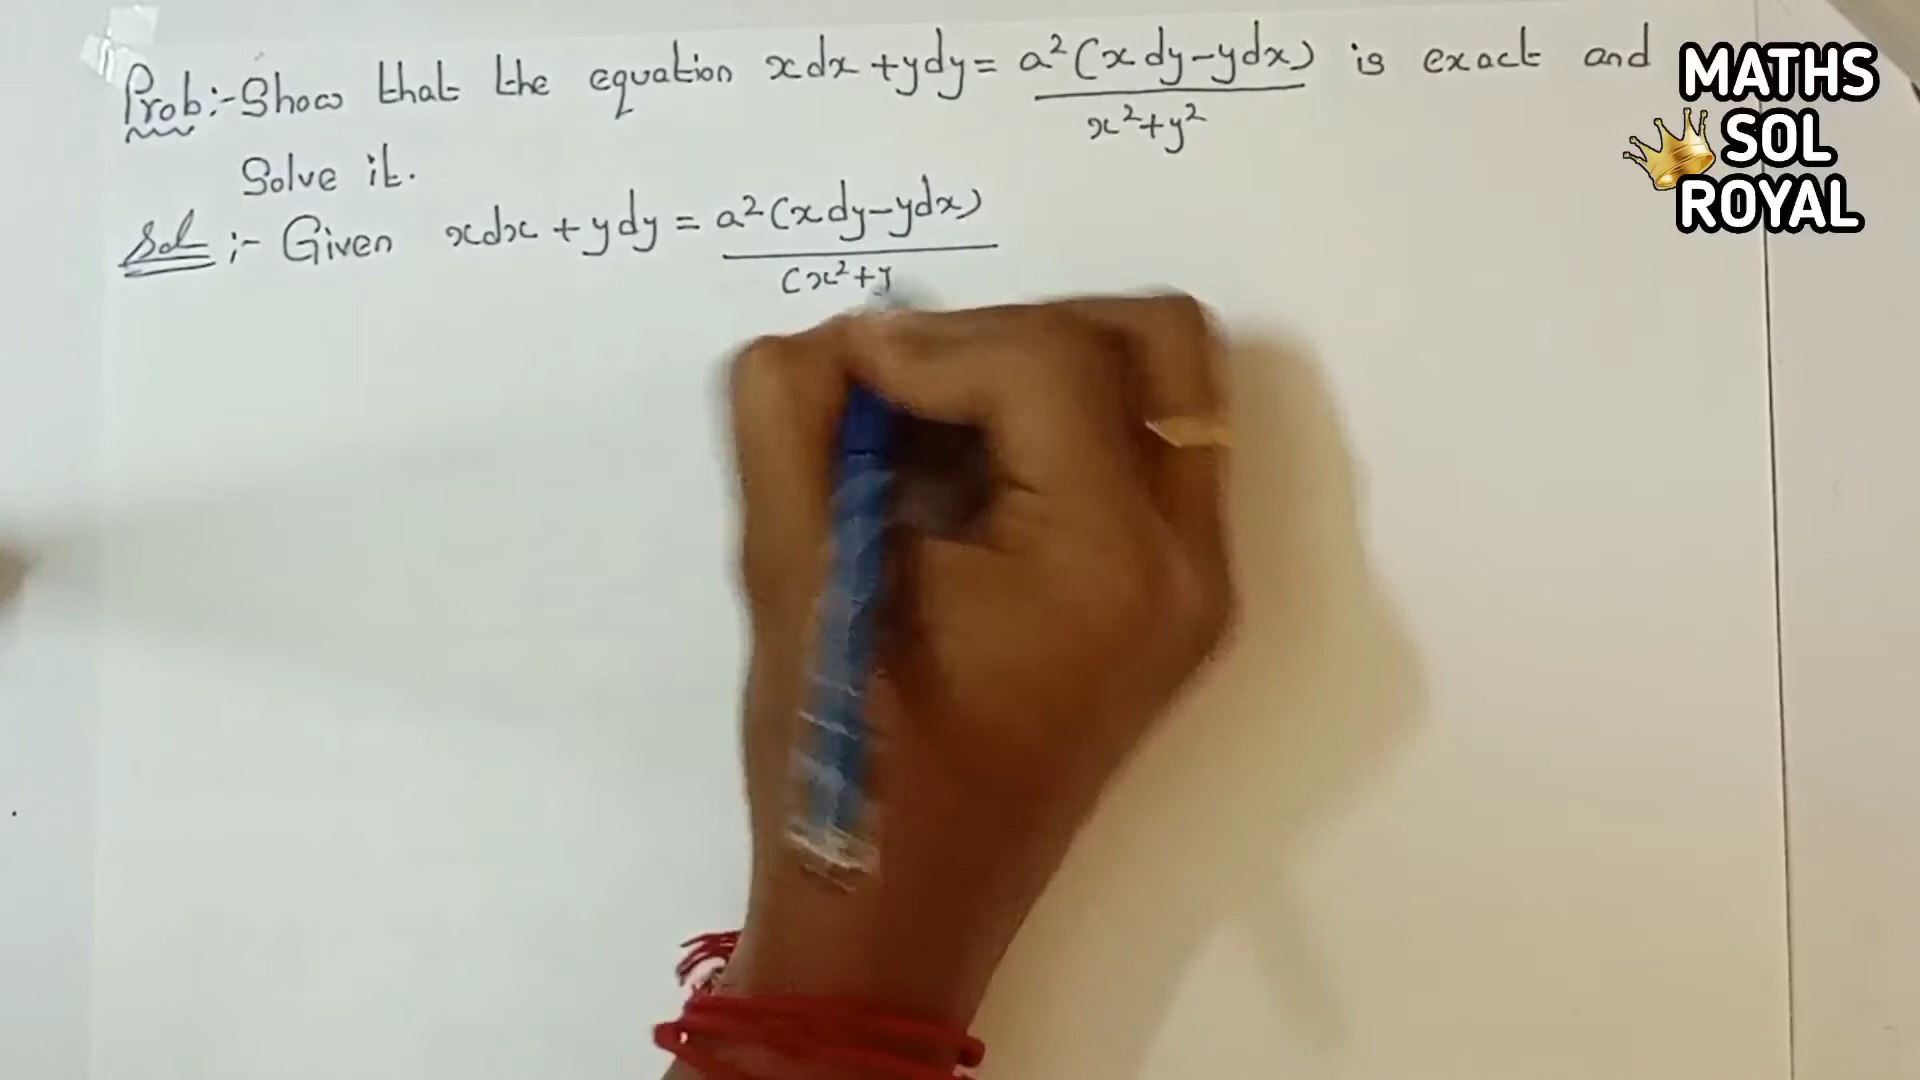 Prob:- Show that the equation xdx + ydy = a²(xdy-ydx) is exact and
x²+y²
Solve it.
Sol :- Given xdx + ydy = a²(xdy-ydx)
(x²+y
MATHS
SOL
ROYAL